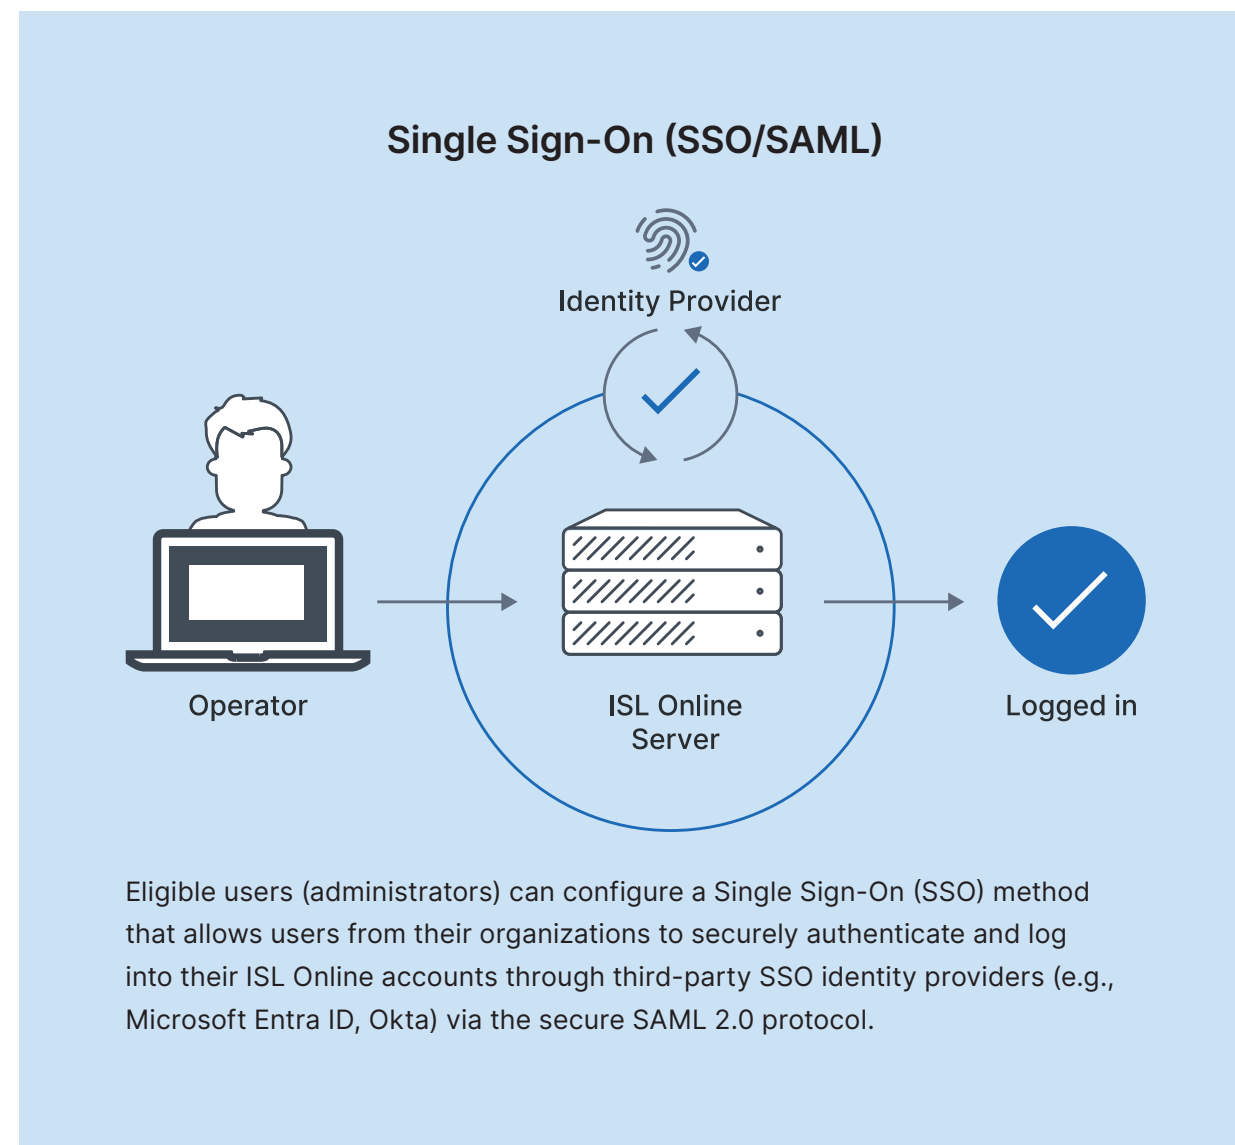 Single Sign-On (SSO/SAML)
Identity Provider
Operator
ISL Online
Server
Logged in
Eligible users (administrators) can configure a Single Sign-On (SSO) method
that allows users from their organizations to securely authenticate and log
into their ISL Online accounts through third-party SSO identity providers (e.g.,
Microsoft Entra ID, Okta) via the secure SAML 2.0 protocol.